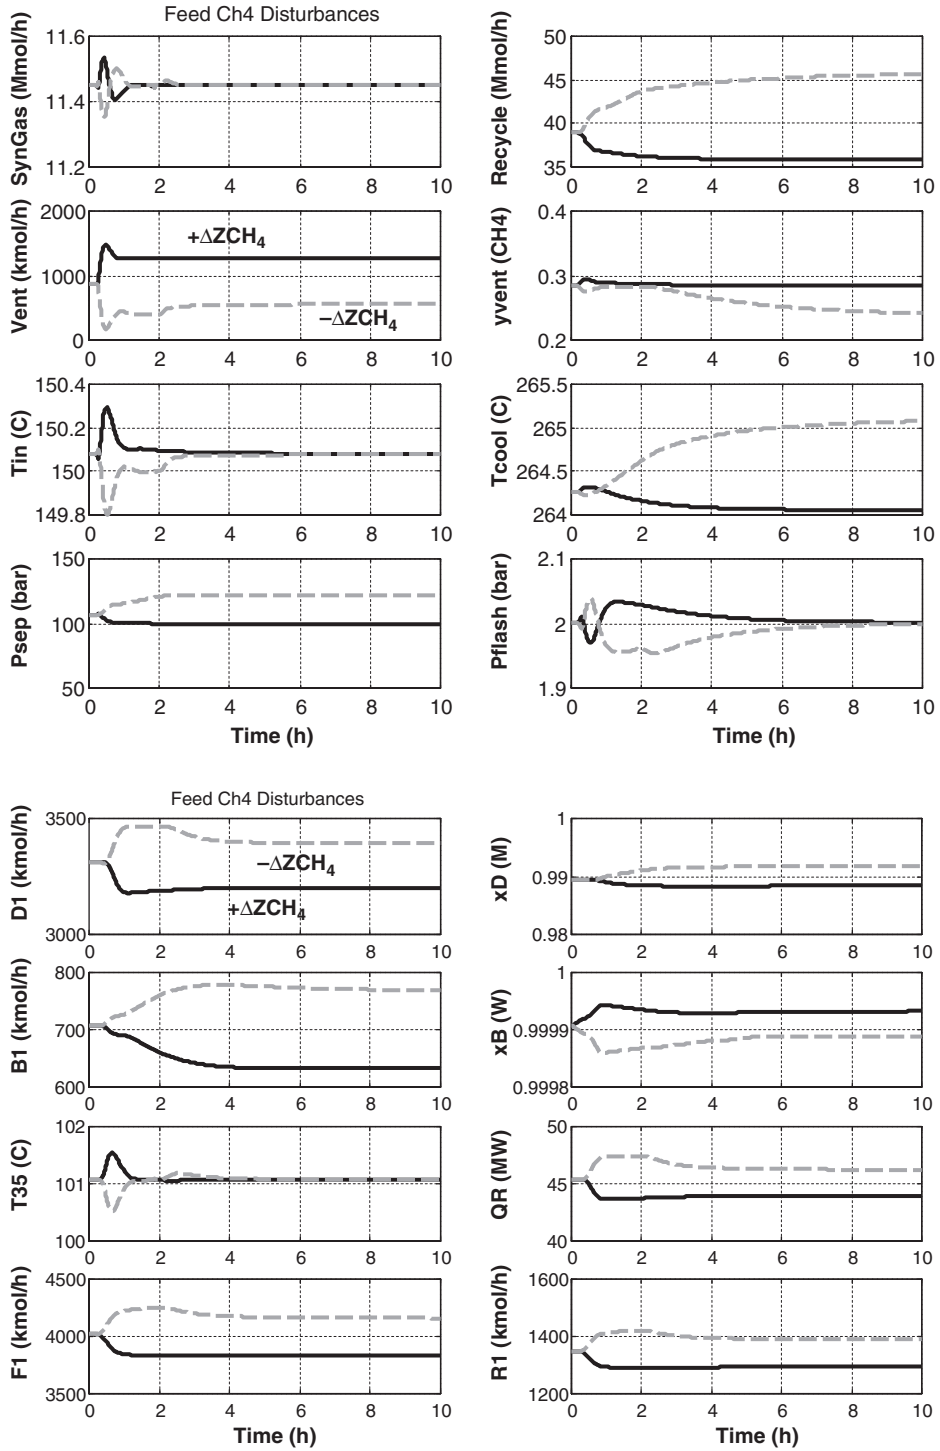 Feed Ch4 Disturbances
SynGas (Mmol/h)
11.6
11.4
11.2
0 2 4 6 8 10
Recycle (Mmol/h)
50
45
40
35
0 2 4 6 8 10
Vent (kmol/h)
2000
1000
0
+ΔZCH4
−ΔZCH4
0 2 4 6 8 10
yvent (CH4)
0.4
0.3
0.2
0 2 4 6 8 10
Tin (C)
150.4
150.2
150
149.8
0 2 4 6 8 10
Tcool (C)
265.5
265
264.5
264
0 2 4 6 8 10
Psep (bar)
150
100
50
0 2 4 6 8 10
Time (h)
Pflash (bar)
2.1
2
1.9
0 2 4 6 8 10
Time (h)
Feed Ch4 Disturbances
D1 (kmol/h)
3500
3000
−ΔZCH4
+ΔZCH4
0 2 4 6 8 10
xD (M)
1
0.99
0.98
0 2 4 6 8 10
B1 (kmol/h)
800
700
600
0 2 4 6 8 10
xB (W)
1
0.9999
0.9998
0 2 4 6 8 10
T35 (C)
102
101
100
0 2 4 6 8 10
QR (MW)
50
45
40
0 2 4 6 8 10
F1 (kmol/h)
4500
4000
3500
0 2 4 6 8 10
Time (h)
R1 (kmol/h)
1600
1400
1200
0 2 4 6 8 10
Time (h)